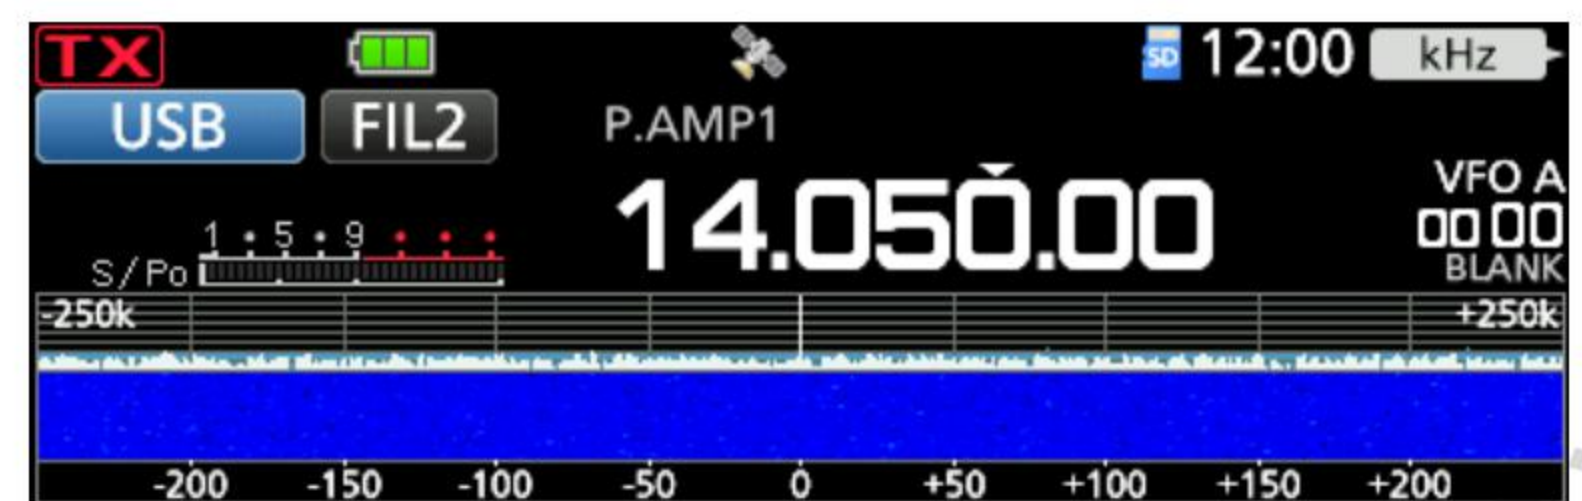 TX SD 12:00 kHz
USB FIL2 P.AMP1
14.050.00 VFO A
00 00
1 5 9
S/Po BLANK
-250k +250k
-200 -150 -100 -50 0 +50 +100 +150 +200